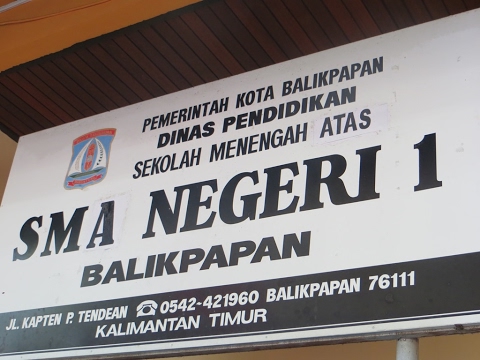 PEMERINTAH KOTA BALIKPAPAN
DINAS PENDIDIKAN
SEKOLAH MENENGAH ATAS
SMA NEGERI 1
BALIKPAPAN
JL. KAPTEN P. TENDEAN ☎ 0542-421960 BALIKPAPAN 76111
KALIMANTAN TIMUR